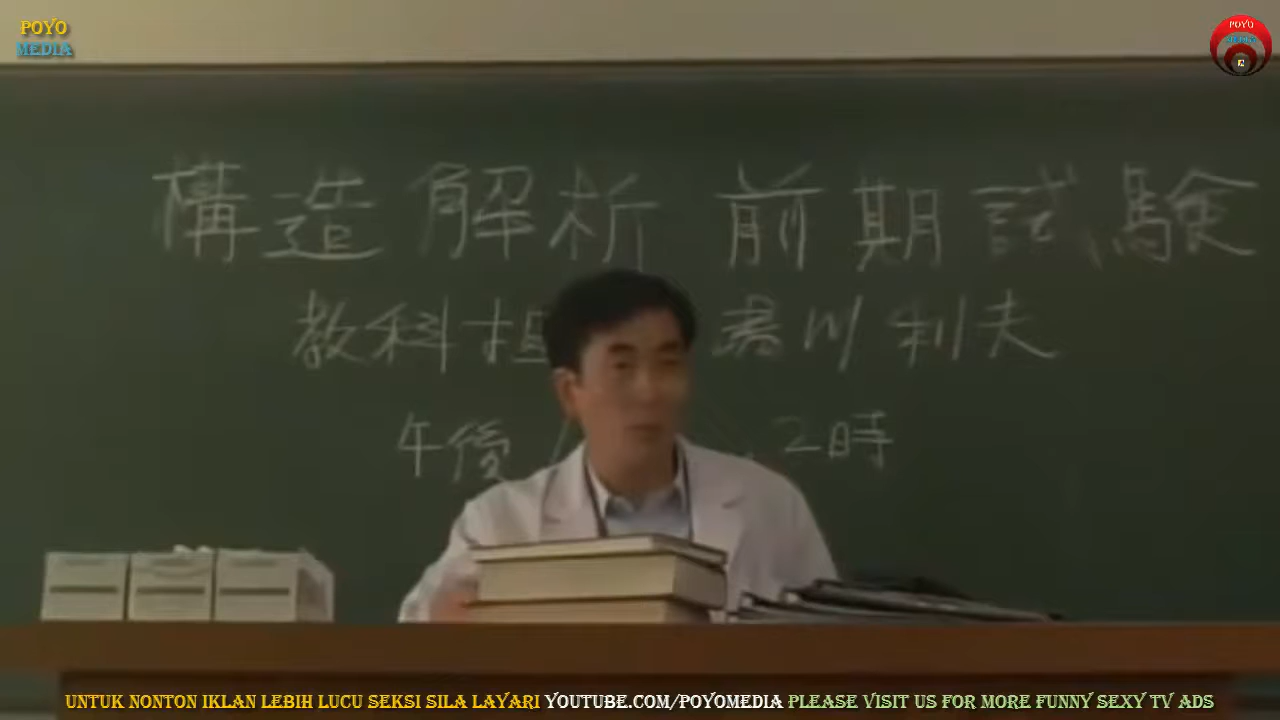 POYO
MEDIA
POYO
MEDIA
構造解析 前期試験
教科担 川利夫
午後 2時
UNTUK NONTON IKLAN LEBIH LUCU SEKSI SILA LAYARI YOUTUBE.COM/POYOMEDIA PLEASE VISIT US FOR MORE FUNNY SEXY TV ADS